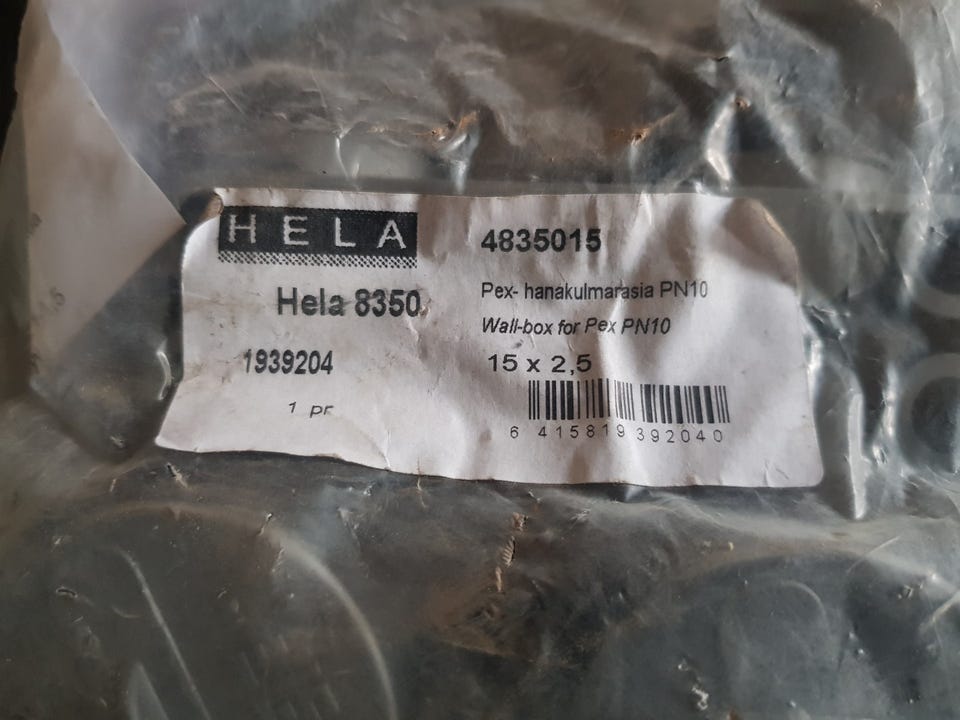 HELA
Hela 8350
1939204
1 pr
4835015
Pex- hanakulmarasia PN10
Wall-box for Pex PN10
15 x 2,5
6 415819 392040